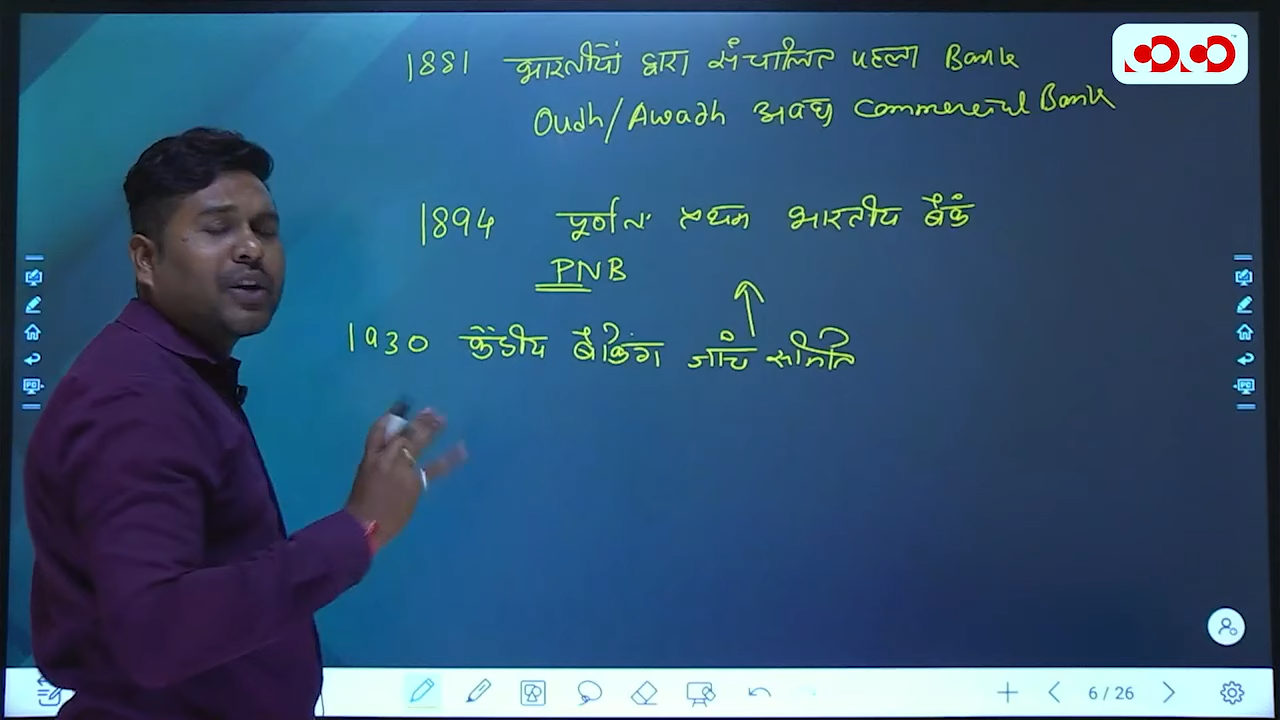 1881 भारतीयों द्वारा संचालित पहला Bank
Oudh/Awadh अवध Commercial Bank
1894 पूर्णतः प्रथम भारतीय बैंक
PNB
1930 केंद्रीय बैंकिंग जांच समिति
6 / 26